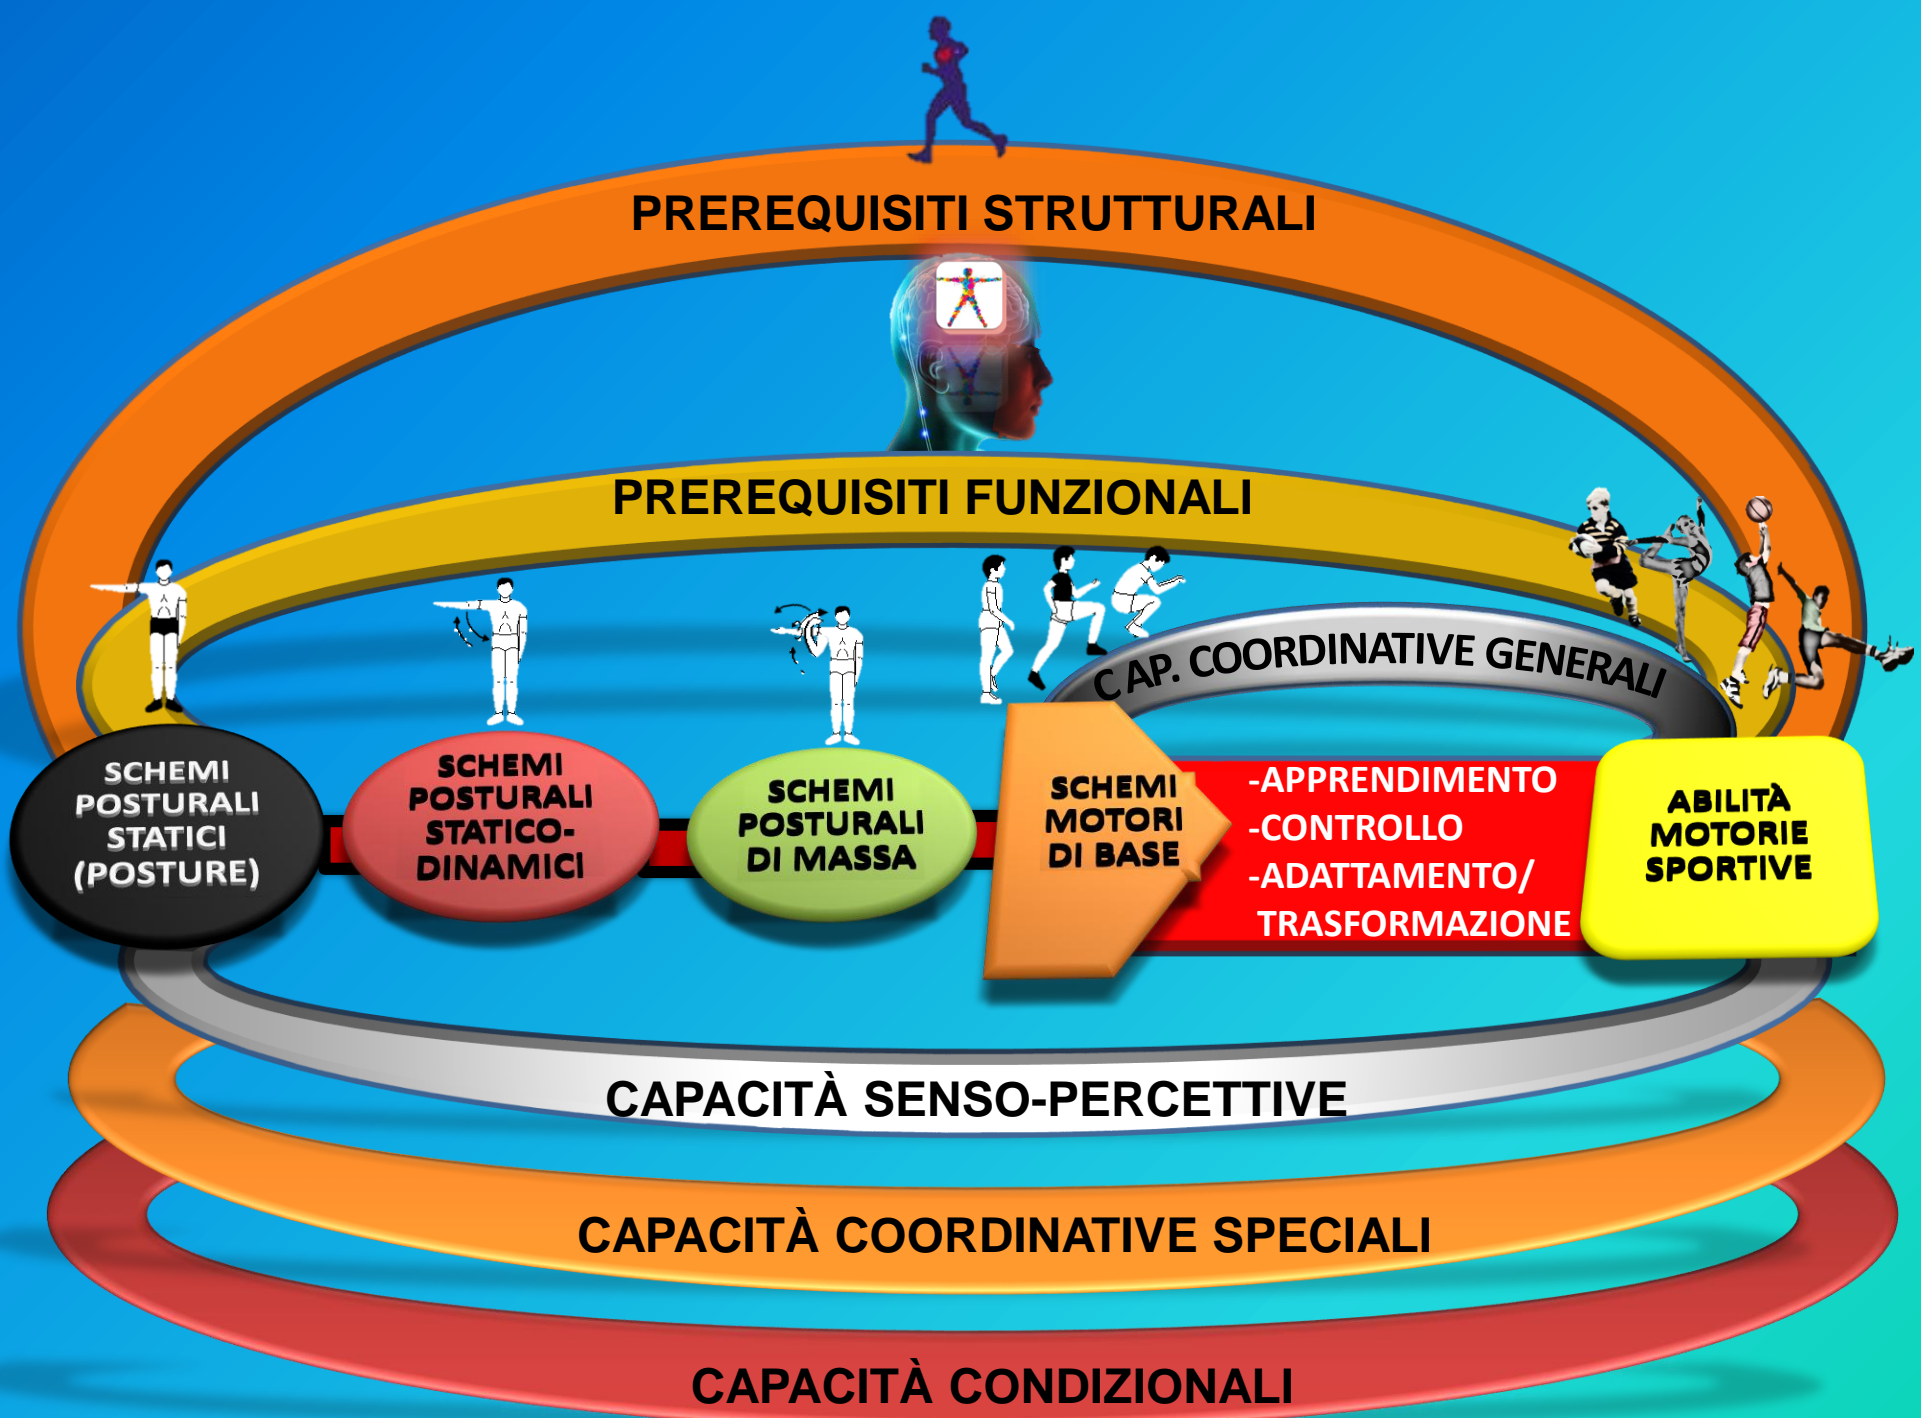 PREREQUISITI STRUTTURALI
PREREQUISITI FUNZIONALI
CAP. COORDINATIVE GENERALI
SCHEMI
POSTURALI
STATICI
(POSTURE)
SCHEMI
POSTURALI
STATICO-
DINAMICI
SCHEMI
POSTURALI
DI MASSA
SCHEMI
MOTORI
DI BASE
-APPRENDIMENTO
-CONTROLLO
-ADATTAMENTO/
TRASFORMAZIONE
ABILITÀ
MOTORIE
SPORTIVE
CAPACITÀ SENSO-PERCETTIVE
CAPACITÀ COORDINATIVE SPECIALI
CAPACITÀ CONDIZIONALI